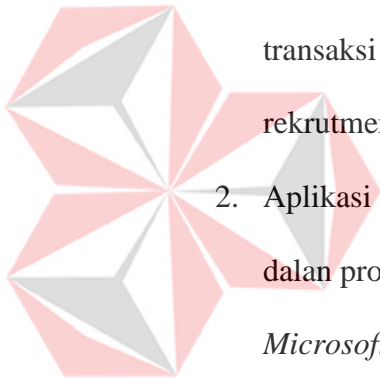 transaksi
rekrutmen
2. Aplikasi
dalan pro
Microsof